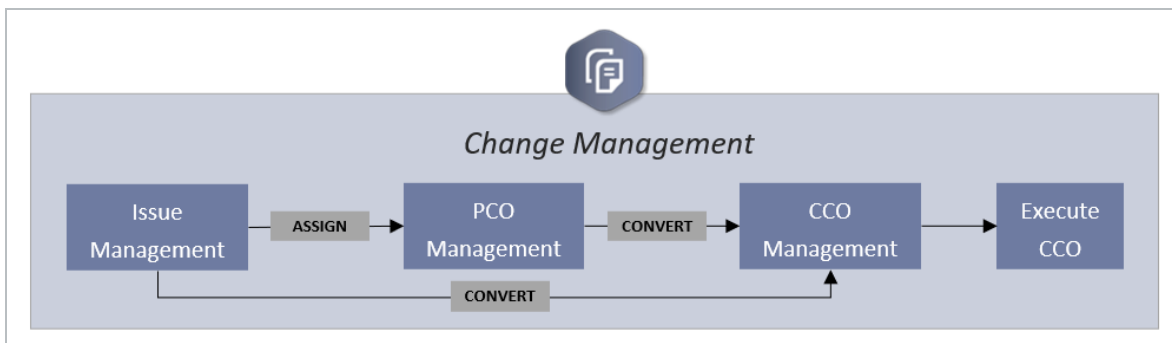 Change Management
Issue
Management
ASSIGN
PCO
Management
CONVERT
CCO
Management
Execute
CCO
CONVERT